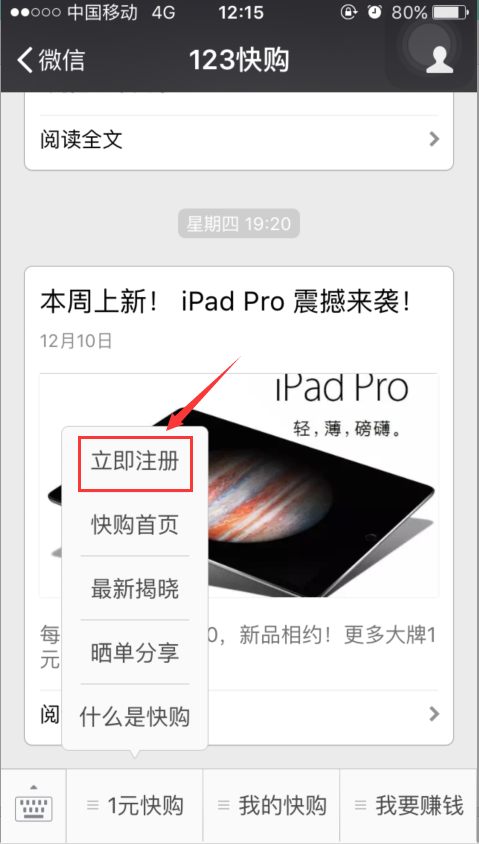 中国移动 4G 12:15 80%
微信 123快购
阅读全文
星期四 19:20
本周上新！ iPad Pro 震撼来袭！
12月10日
iPad Pro
轻，薄，磅礴。
立即注册
快购首页
最新揭晓
晒单分享
什么是快购
每
0，新品相约！更多大牌1
元
阅
1元快购 我的快购 我要赚钱